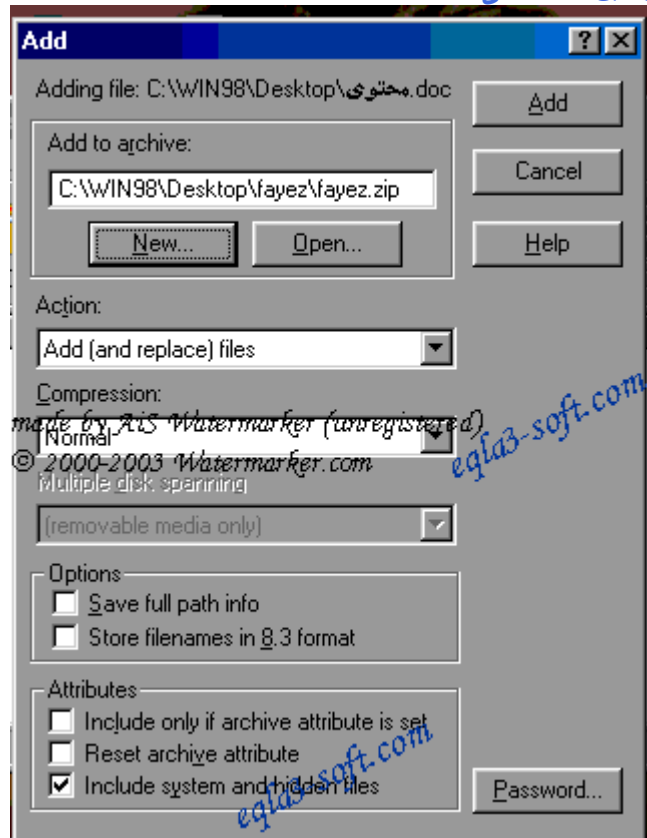 Add
Adding file: C:\WIN98\Desktop\محتوى.doc
Add
Add to archive:
C:\WIN98\Desktop\fayez\fayez.zip
Cancel
New...
Open...
Help
Action:
Add (and replace) files
Compression:
made by AiS Watermarker (unregistered)
Normal
eqla3-soft.com
© 2000-2003 Watermarker.com
Multiple disk spanning
(removable media only)
Options
Save full path info
Store filenames in 8.3 format
Attributes
Include only if archive attribute is set
Reset archive attribute
Include system and hidden files
eqla3-soft.com
Password...